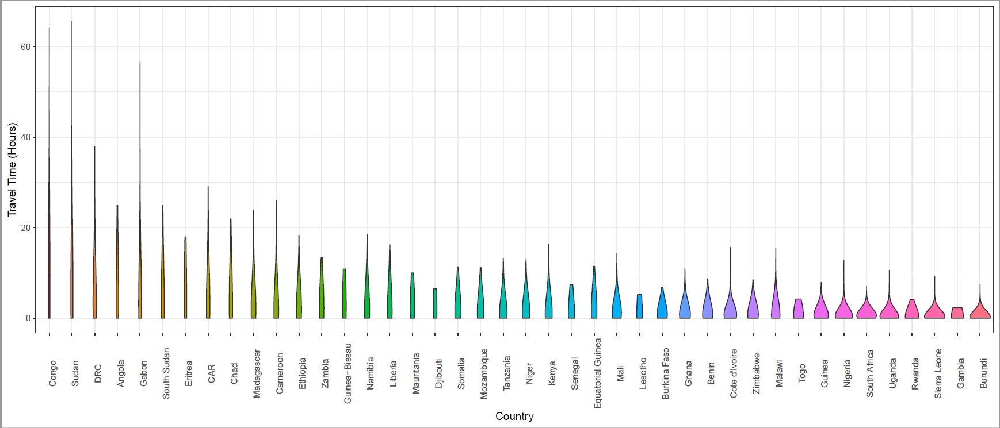 60
40
20
0
Travel Time (Hours)
Congo
Sudan
DRC
Angola
Gabon
South Sudan
Eritrea
CAR
Chad
Madagascar
Cameroon
Ethiopia
Zambia
Guinea−Bissau
Namibia
Liberia
Mauritania
Djibouti
Somalia
Mozambique
Tanzania
Niger
Kenya
Senegal
Equatorial Guinea
Mali
Lesotho
Burkina Faso
Ghana
Benin
Cote d'Ivoire
Zimbabwe
Malawi
Togo
Guinea
Nigeria
South Africa
Uganda
Rwanda
Sierra Leone
Gambia
Burundi
Country